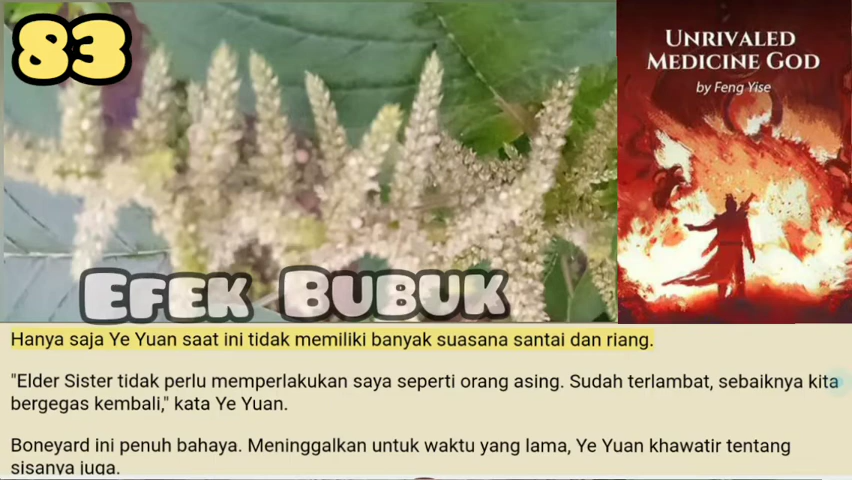 83
UNRIVALED
MEDICINE GOD
by Feng Yise
EFEK BUBUK
Hanya saja Ye Yuan saat ini tidak memiliki banyak suasana santai dan riang.
"Elder Sister tidak perlu memperlakukan saya seperti orang asing. Sudah terlambat, sebaiknya kita
bergegas kembali," kata Ye Yuan.
Boneyard ini penuh bahaya. Meninggalkan untuk waktu yang lama, Ye Yuan khawatir tentang
sisanya juga.